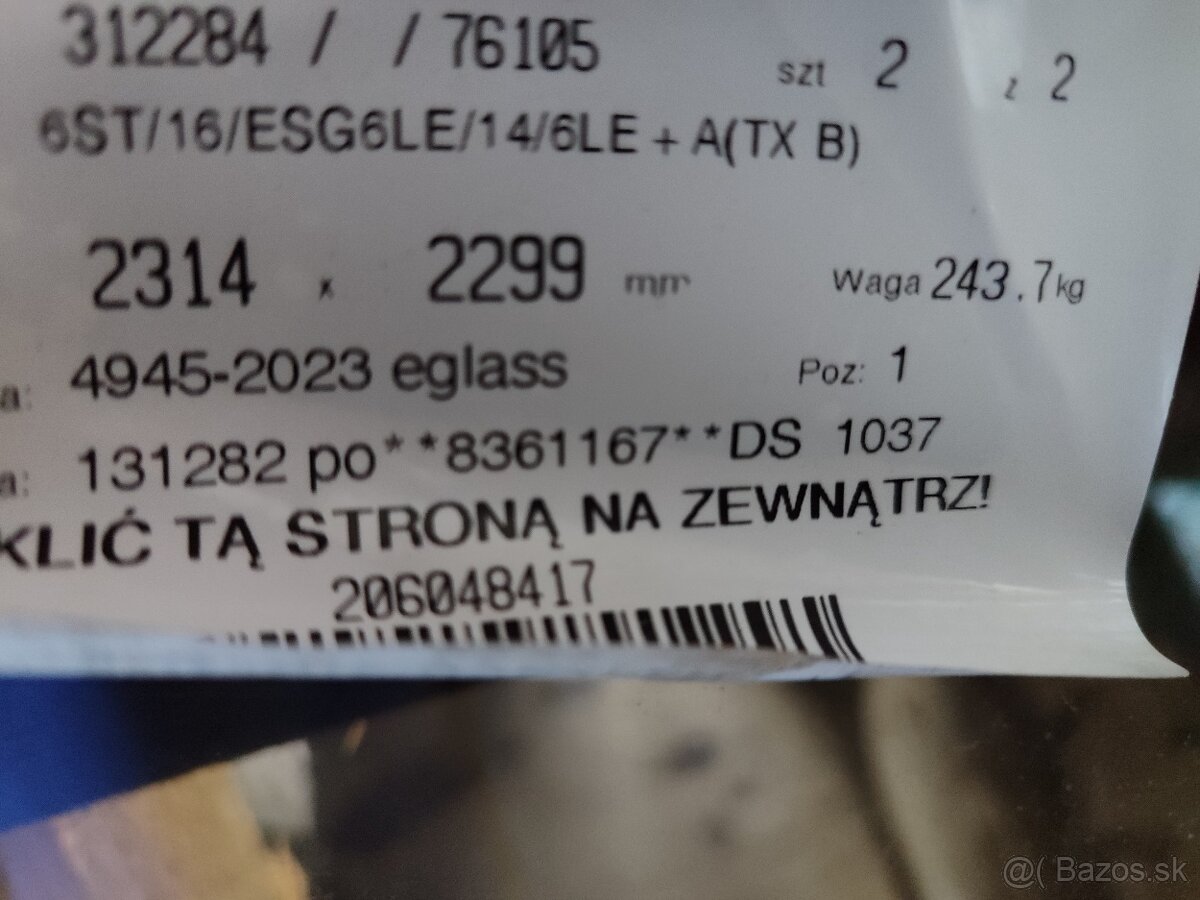 312284 / / 76105 szt 2 z 2
6ST/16/ESG6LE/14/6LE + A(TX B)
2314 x 2299 mm Waga 243.7kg
a: 4945-2023 eglass Poz: 1
a: 131282 po**8361167**DS 1037
KLIĆ TĄ STRONĄ NA ZEWNĄTRZ!
206048417
@( Bazos.sk